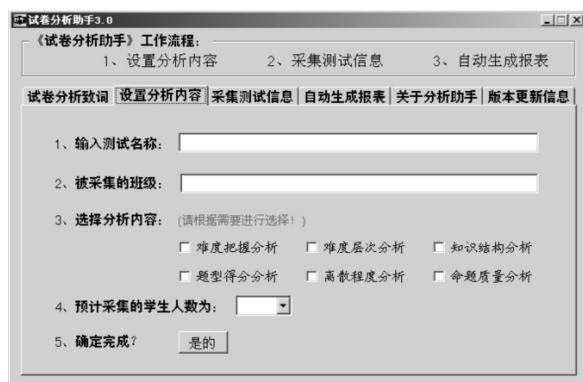 试卷分析助手3.0
《试卷分析助手》工作流程：
1、设置分析内容 2、采集测试信息 3、自动生成报表
试卷分析致词 设置分析内容 采集测试信息 自动生成报表 关于分析助手 版本更新信息
1、输入测试名称：
2、被采集的班级：
3、选择分析内容： (请根据需要进行选择！)
难度把握分析 难度层次分析 知识结构分析
题型得分分析 离散程度分析 命题质量分析
4、预计采集的学生人数为：
5、确定完成？ 是的